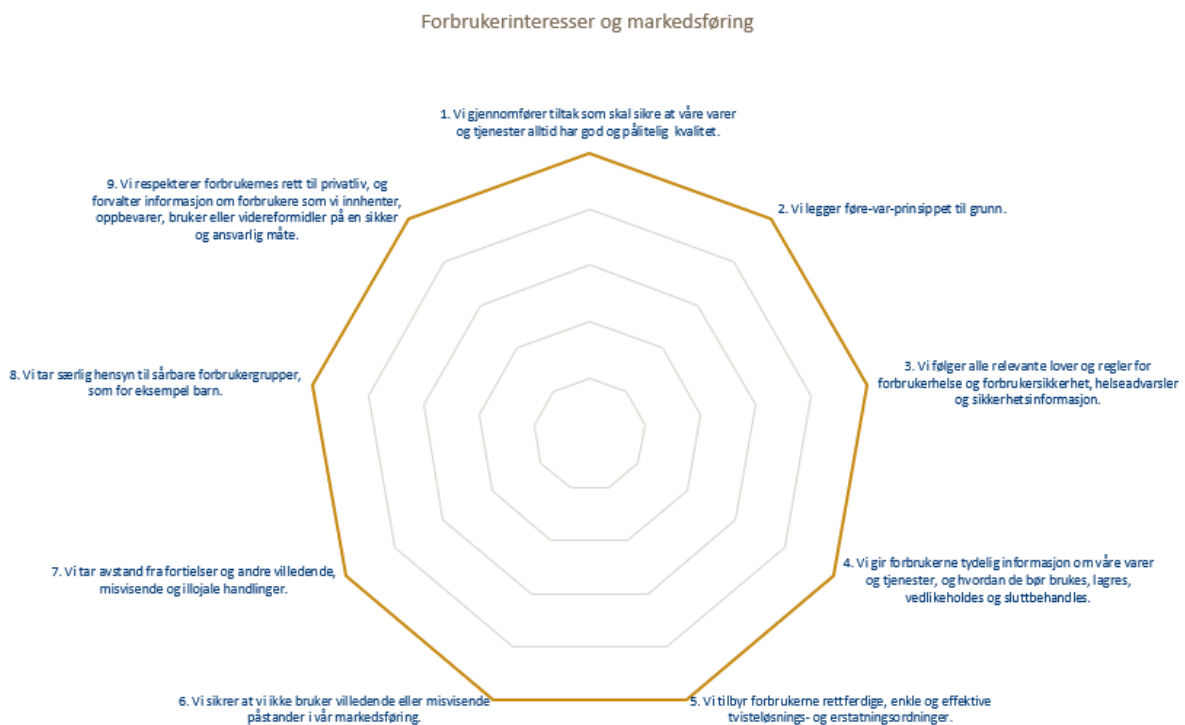 Forbrukerinteresser og markedsføring
1. Vi gjennomfører tiltak som skal sikre at våre varer
og tjenester alltid har god og pålitelig kvalitet.
2. Vi legger føre-var-prinsippet til grunn.
3. Vi følger alle relevante lover og regler for
forbrukerhelse og forbrukersikkerhet, helseadvarsler
og sikkerhetsinformasjon.
4. Vi gir forbrukerne tydelig informasjon om våre varer
og tjenester, og hvordan de bør brukes, lagres,
vedlikeholdes og sluttbehandles.
5. Vi tilbyr forbrukerne rettferdige, enkle og effektive
tvisteløsnings- og erstatningsordninger.
6. Vi sikrer at vi ikke bruker villedende eller misvisende
påstander i vår markedsføring.
7. Vi tar avstand fra fortielser og andre villedende,
misvisende og illojale handlinger.
8. Vi tar særlig hensyn til sårbare forbrukergrupper,
som for eksempel barn.
9. Vi respekterer forbrukernes rett til privatliv, og
forvalter informasjon om forbrukere som vi innhenter,
oppbevarer, bruker eller videreformidler på en sikker
og ansvarlig måte.